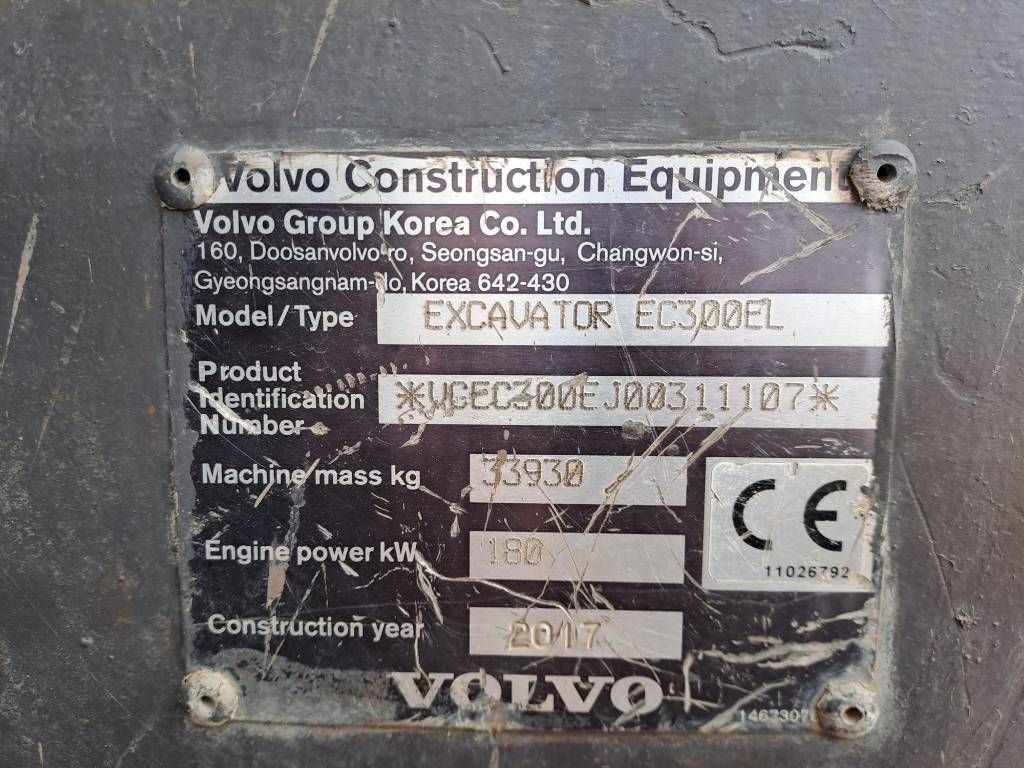 Volvo Construction Equipment
Volvo Group Korea Co. Ltd.
160, Doosanvolvo-ro, Seongsan-gu, Changwon-si,
Gyeongsangnam-do, Korea 642-430
Model/Type EXCAVATOR EC300EL
Product
Identification
Number
*VCEC300EJ00311107*
Machine mass kg 33930
Engine power kW 180
CE
11026792
Construction year 2017
VOLVO